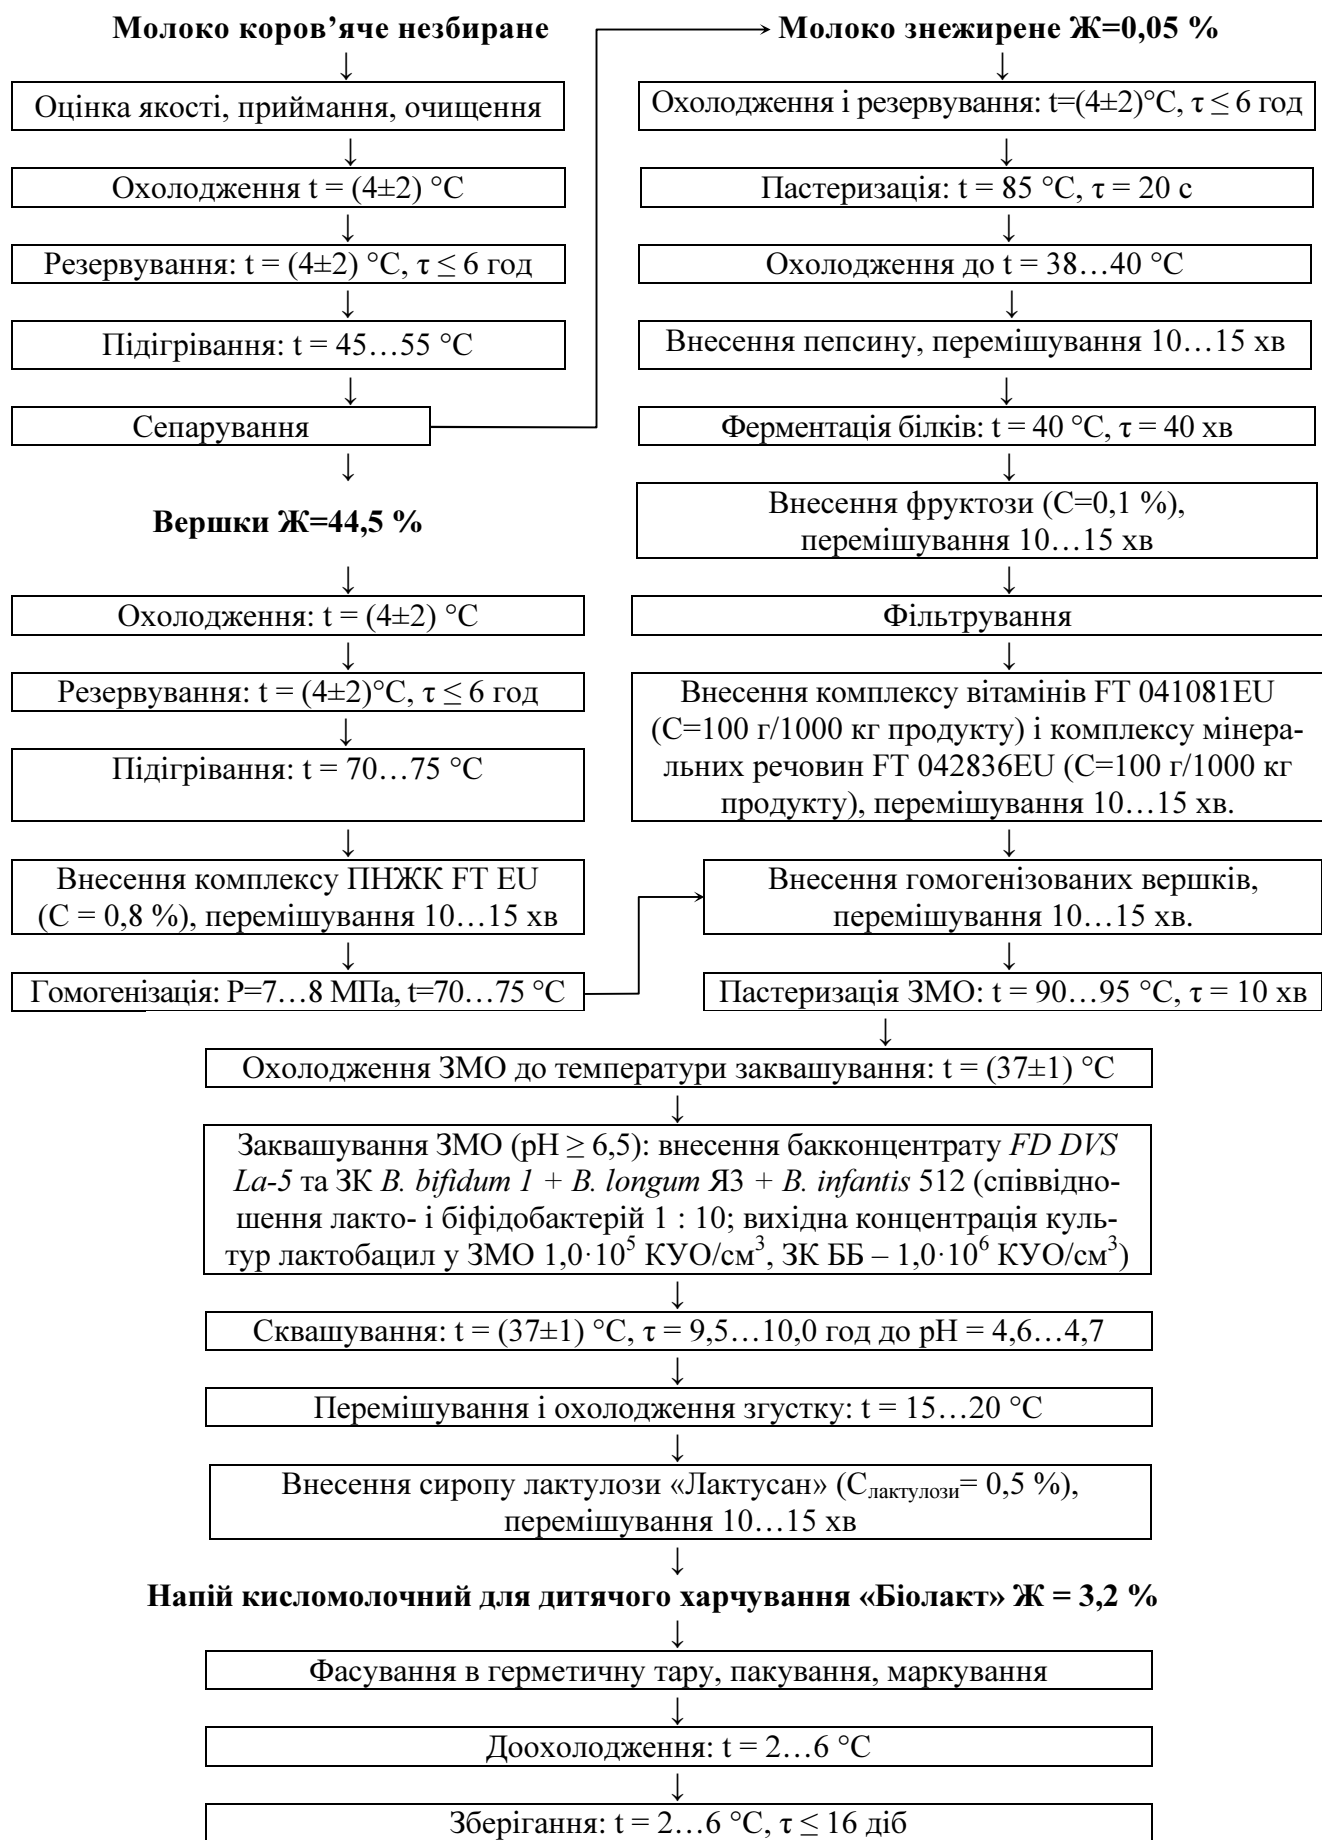 Молоко коров’яче незбиране
Оцінка якості, приймання, очищення
Охолодження t = (4±2) °C
Резервування: t = (4±2) °C, τ ≤ 6 год
Підігрівання: t = 45…55 °C
Сепарування
Вершки Ж=44,5 %
Охолодження: t = (4±2) °C
Резервування: t = (4±2)°C, τ ≤ 6 год
Підігрівання: t = 70…75 °C
Внесення комплексу ПНЖК FT EU
(С = 0,8 %), перемішування 10…15 хв
Гомогенізація: Р=7…8 МПа, t=70…75 °C
Молоко знежирене Ж=0,05 %
Охолодження і резервування: t=(4±2)°C, τ ≤ 6 год
Пастеризація: t = 85 °C, τ = 20 с
Охолодження до t = 38…40 °C
Внесення пепсину, перемішування 10…15 хв
Ферментація білків: t = 40 °C, τ = 40 хв
Внесення фруктози (С=0,1 %),
перемішування 10…15 хв
Фільтрування
Внесення комплексу вітамінів FT 041081EU
(С=100 г/1000 кг продукту) і комплексу мінера-
льних речовин FT 042836EU (С=100 г/1000 кг
продукту), перемішування 10…15 хв.
Внесення гомогенізованих вершків,
перемішування 10…15 хв.
Пастеризація ЗМО: t = 90…95 °C, τ = 10 хв
Охолодження ЗМО до температури заквашування: t = (37±1) °C
Заквашування ЗМО (рН ≥ 6,5): внесення бакконцентрату FD DVS
La-5 та ЗК B. bifidum 1 + B. longum Я3 + B. infantis 512 (співвідно-
шення лакто- і біфідобактерій 1 : 10; вихідна концентрація куль-
тур лактобацил у ЗМО 1,0·10⁵ КУО/см³, ЗК ББ – 1,0·10⁶ КУО/см³)
Сквашування: t = (37±1) °C, τ = 9,5…10,0 год до рН = 4,6…4,7
Перемішування і охолодження згустку: t = 15…20 °C
Внесення сиропу лактулози «Лактусан» (Слактулози= 0,5 %),
перемішування 10…15 хв
Напій кисломолочний для дитячого харчування «Біолакт» Ж = 3,2 %
Фасування в герметичну тару, пакування, маркування
Доохолодження: t = 2…6 °C
Зберігання: t = 2…6 °C, τ ≤ 16 діб